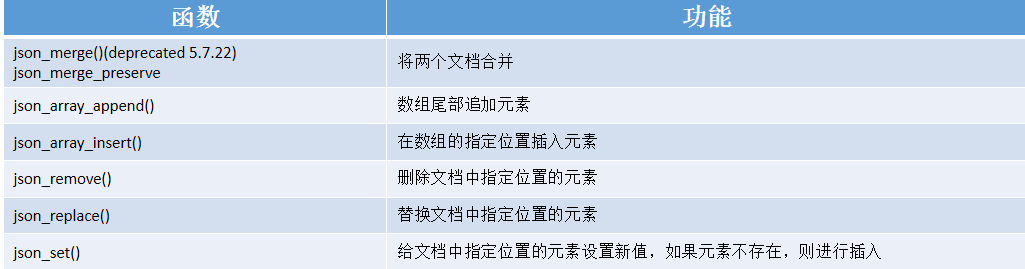 函数 功能
json_merge()(deprecated 5.7.22)
json_merge_preserve
将两个文档合并
json_array_append() 数组尾部追加元素
json_array_insert() 在数组的指定位置插入元素
json_remove() 删除文档中指定位置的元素
json_replace() 替换文档中指定位置的元素
json_set() 给文档中指定位置的元素设置新值，如果元素不存在，则进行插入